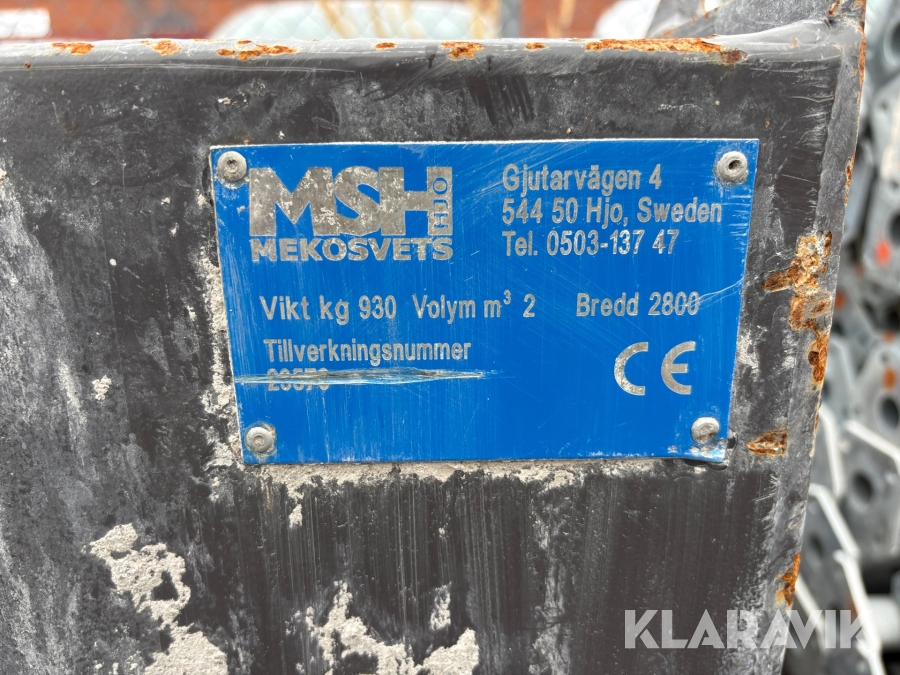 MSH HJO
MEKOSVETS
Gjutarvägen 4
544 50 Hjo, Sweden
Tel. 0503-137 47
Vikt kg 930 Volym m³ 2 Bredd 2800
Tillverkningsnummer
CE
KLARAVIK